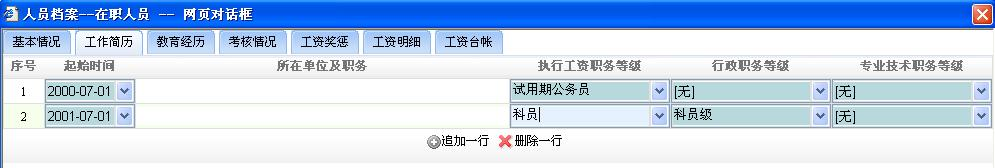 人员档案--在职人员 -- 网页对话框
基本情况 工作简历 教育经历 考核情况 工资奖惩 工资明细 工资台帐
序号 起始时间 所在单位及职务 执行工资职务等级 行政职务等级 专业技术职务等级
1 2000-07-01 试用期公务员 [无] [无]
2 2001-07-01 科员 科员级 [无]
追加一行 删除一行